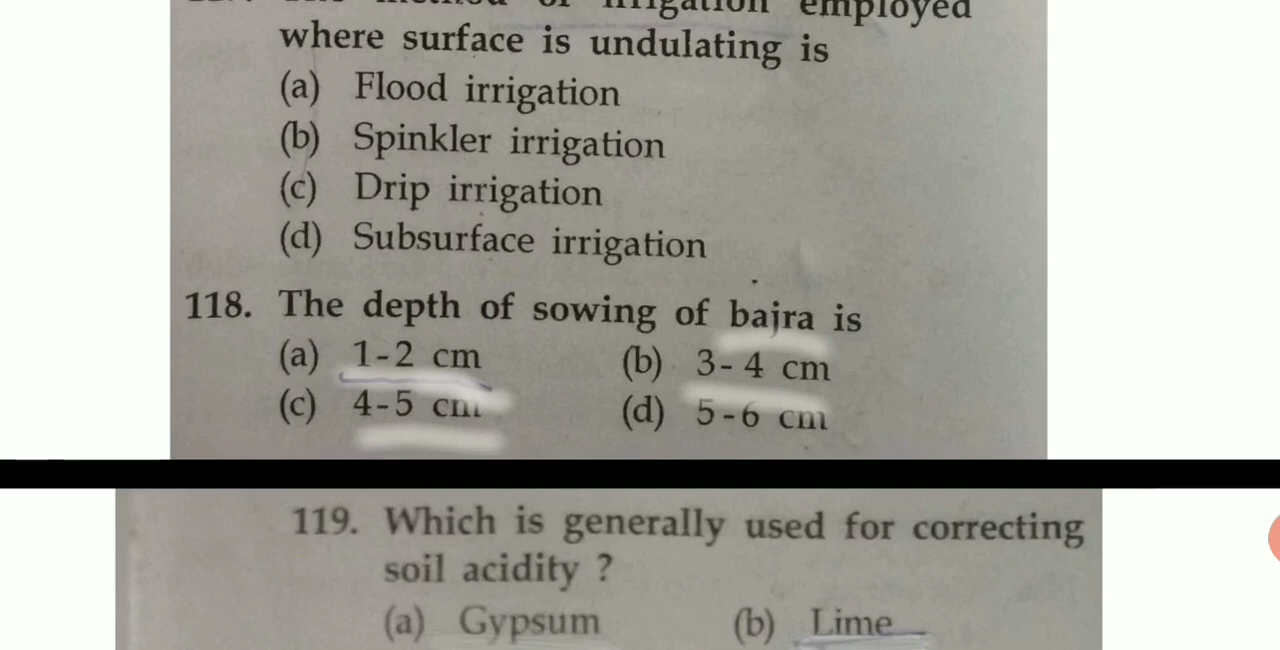 irrigation employed
where surface is undulating is
(a) Flood irrigation
(b) Spinkler irrigation
(c) Drip irrigation
(d) Subsurface irrigation
118. The depth of sowing of bajra is
(a) 1-2 cm (b) 3-4 cm
(c) 4-5 cm (d) 5-6 cm
119. Which is generally used for correcting
soil acidity ?
(a) Gypsum (b) Lime